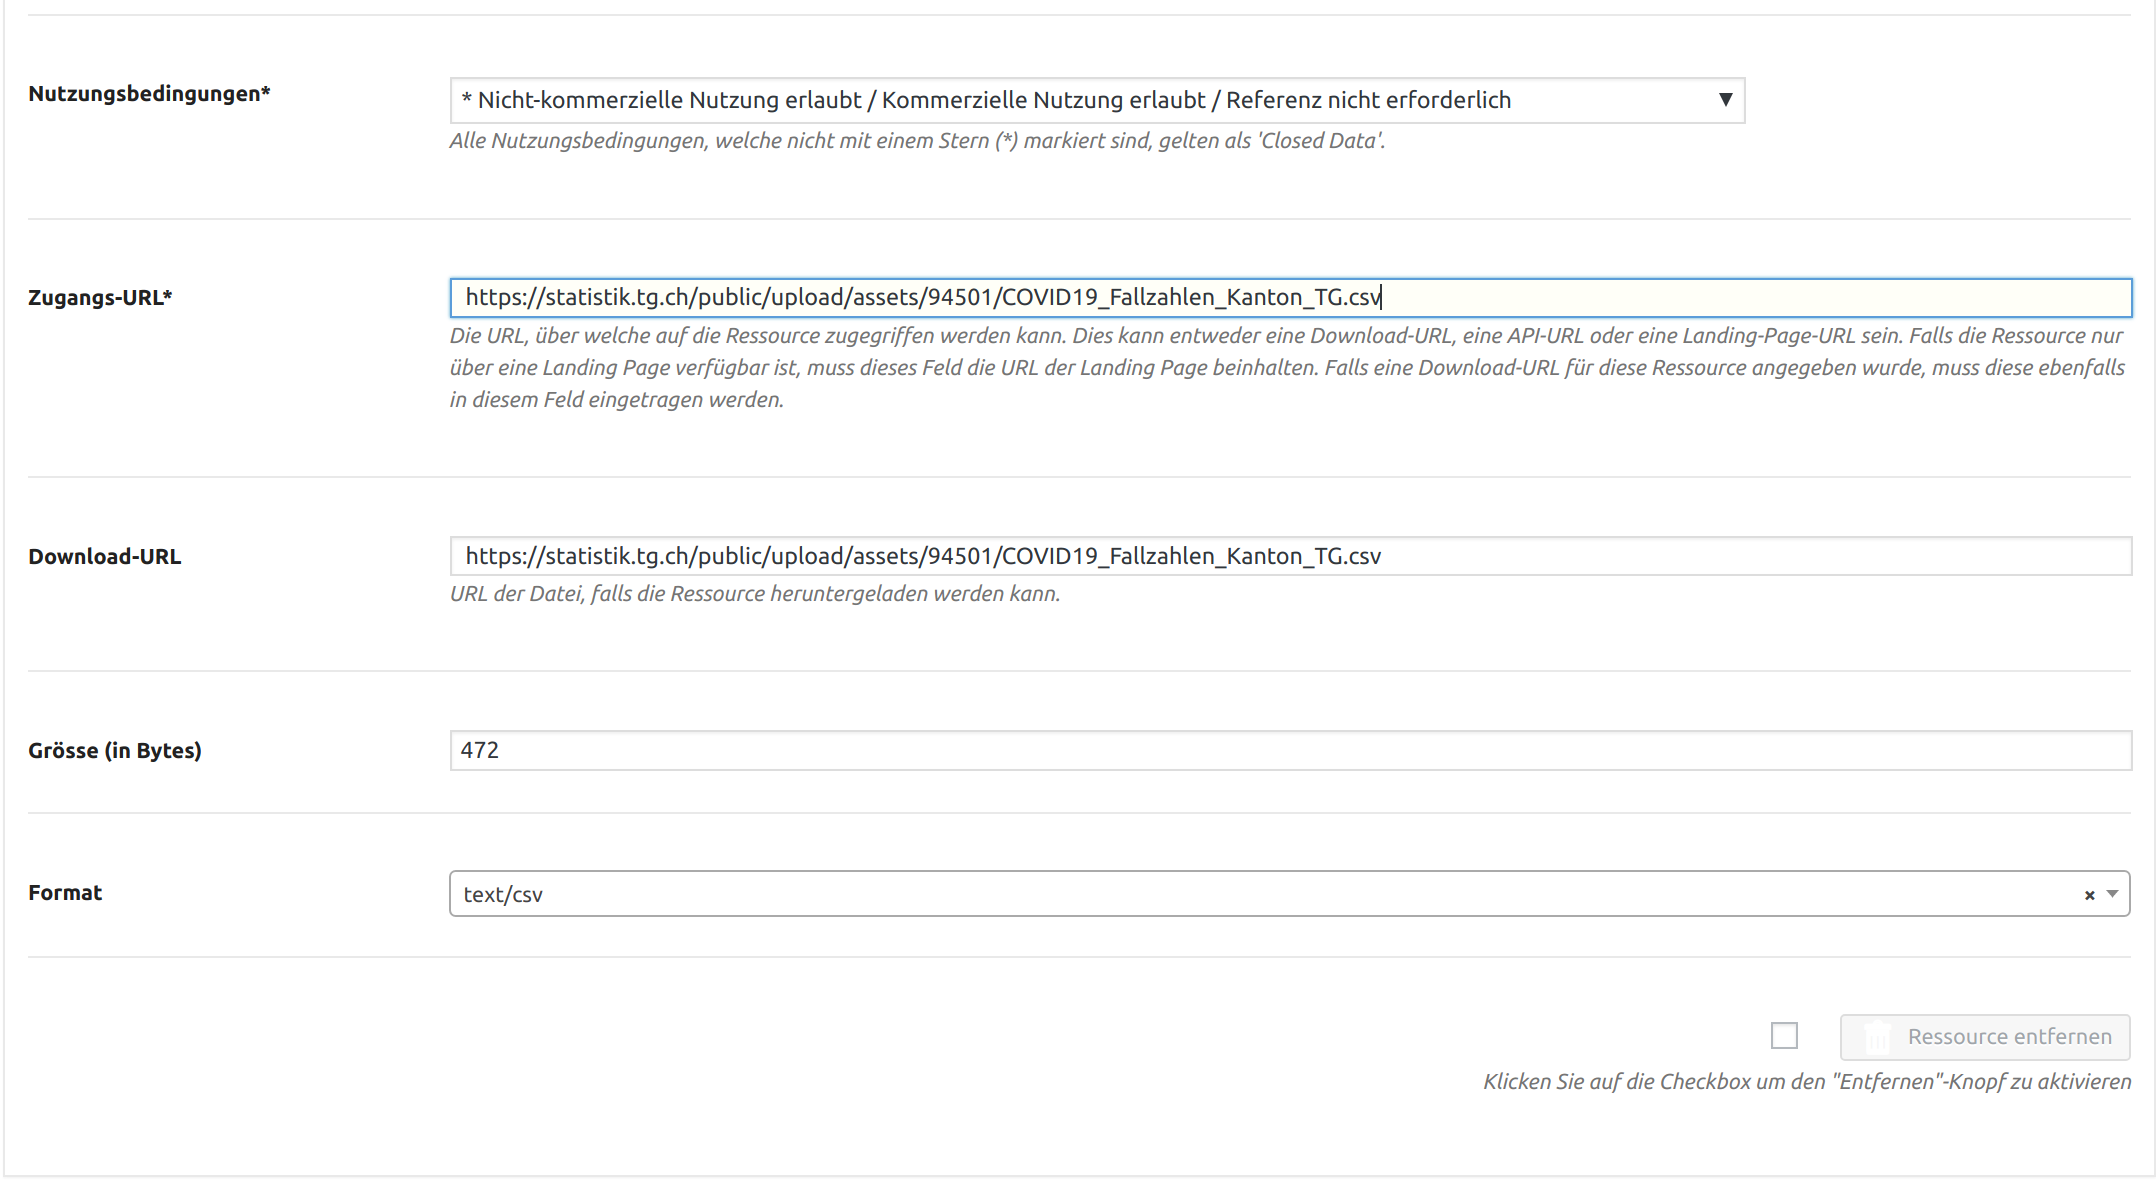 Nutzungsbedingungen*
* Nicht-kommerzielle Nutzung erlaubt / Kommerzielle Nutzung erlaubt / Referenz nicht erforderlich
Alle Nutzungsbedingungen, welche nicht mit einem Stern (*) markiert sind, gelten als 'Closed Data'.
Zugangs-URL*
https://statistik.tg.ch/public/upload/assets/94501/COVID19_Fallzahlen_Kanton_TG.csv
Die URL, über welche auf die Ressource zugegriffen werden kann. Dies kann entweder eine Download-URL, eine API-URL oder eine Landing-Page-URL sein. Falls die Ressource nur
über eine Landing Page verfügbar ist, muss dieses Feld die URL der Landing Page beinhalten. Falls eine Download-URL für diese Ressource angegeben wurde, muss diese ebenfalls
in diesem Feld eingetragen werden.
Download-URL
https://statistik.tg.ch/public/upload/assets/94501/COVID19_Fallzahlen_Kanton_TG.csv
URL der Datei, falls die Ressource heruntergeladen werden kann.
Grösse (in Bytes)
472
Format
text/csv
Ressource entfernen
Klicken Sie auf die Checkbox um den "Entfernen"-Knopf zu aktivieren